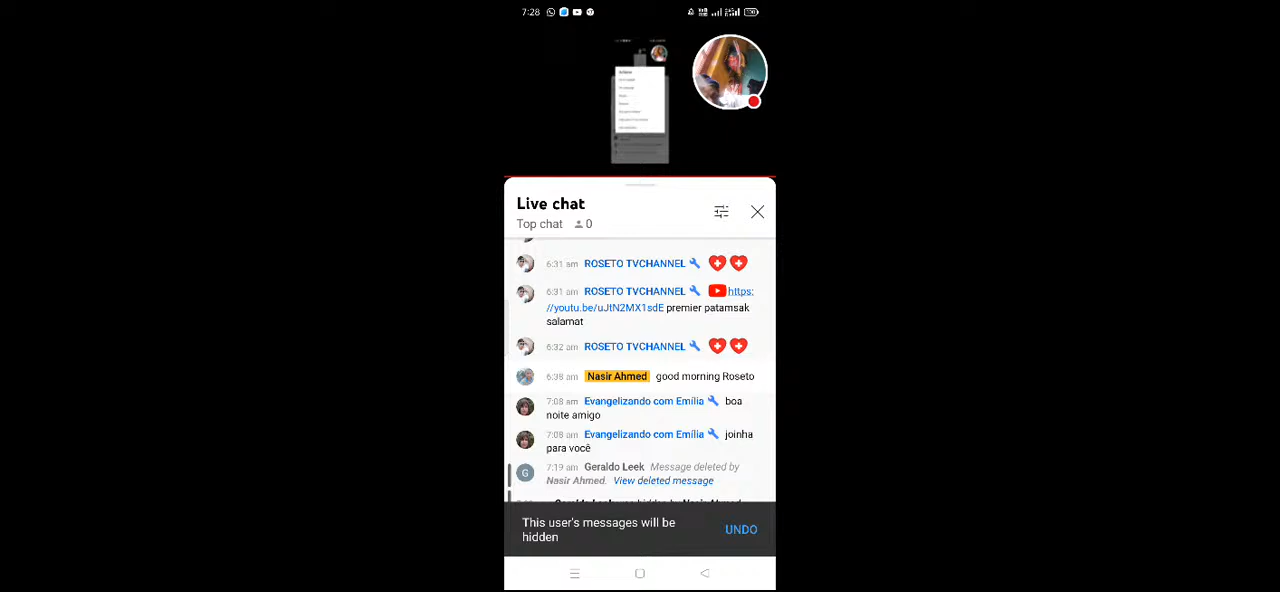 7:28
Live chat
Top chat 0
6:31 am ROSETO TVCHANNEL
6:31 am ROSETO TVCHANNEL https:
//youtu.be/uJtN2MX1sdE premier patamsak
salamat
6:32 am ROSETO TVCHANNEL
6:38 am Nasir Ahmed good morning Roseto
7:08 am Evangelizando com Emília boa
noite amigo
7:08 am Evangelizando com Emília joinha
para você
G 7:19 am Geraldo Leek Message deleted by
Nasir Ahmed. View deleted message
This user's messages will be
hidden
UNDO